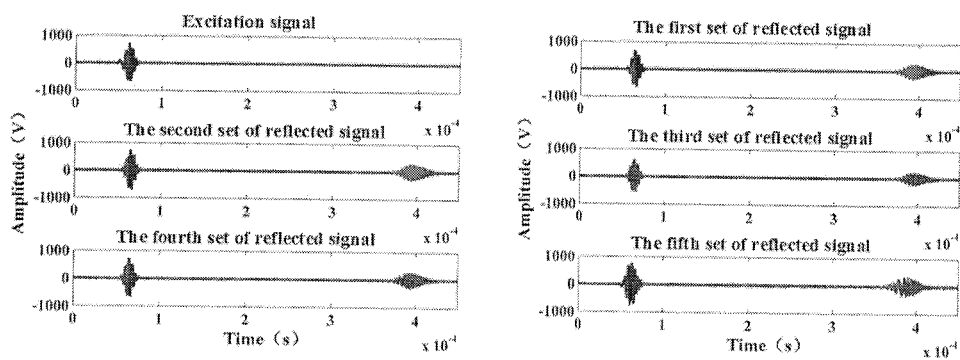 Excitation signal
1000
0
-1000
0 1 2 3 4
x 10⁻⁴
The second set of reflected signal
1000
0
-1000
0 1 2 3 4
x 10⁻⁴
The fourth set of reflected signal
1000
0
-1000
0 1 2 3 4
x 10⁻⁴
Amplitude（V）
Time（s）
The first set of reflected signal
1000
0
-1000
0 1 2 3 4
x 10⁻⁴
The third set of reflected signal
1000
0
-1000
0 1 2 3 4
x 10⁻⁴
The fifth set of reflected signal
1000
0
-1000
0 1 2 3 4
x 10⁻⁴
Amplitude（V）
Time（s）